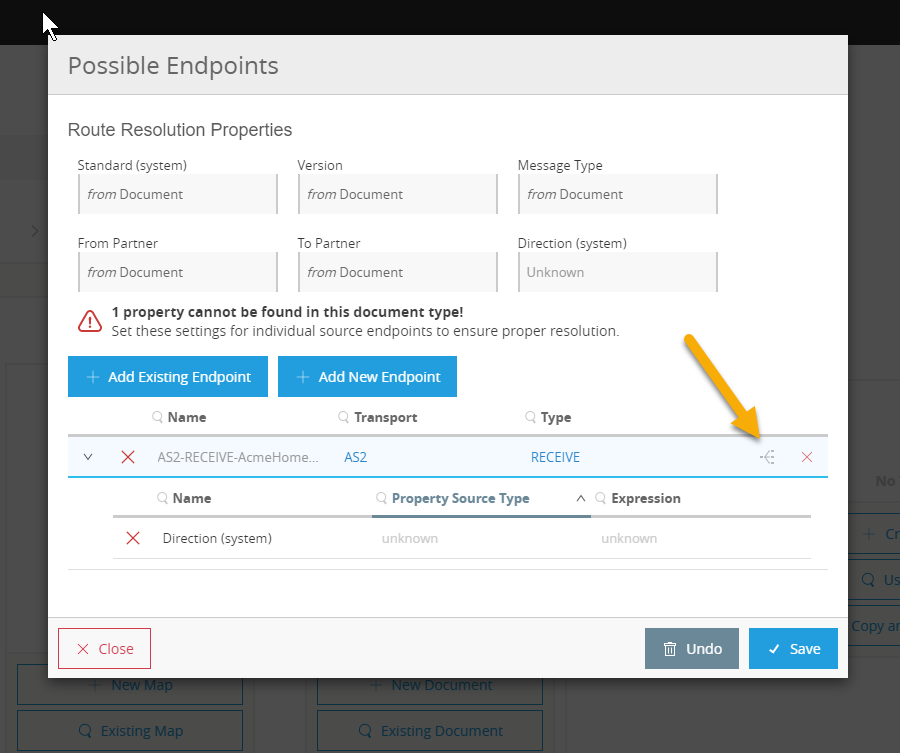 Possible Endpoints
Route Resolution Properties
Standard (system)
Version
Message Type
from Document
from Document
from Document
From Partner
To Partner
Direction (system)
from Document
from Document
Unknown
1 property cannot be found in this document type!
Set these settings for individual source endpoints to ensure proper resolution.
Add Existing Endpoint
Add New Endpoint
Name
Transport
Type
AS2-RECEIVE-AcmeHome...
AS2
RECEIVE
Name
Property Source Type
Expression
Direction (system)
unknown
unknown
Close
Undo
Save
No
Cr
Us
Copy an
New Map
New Document
Existing Map
Existing Document